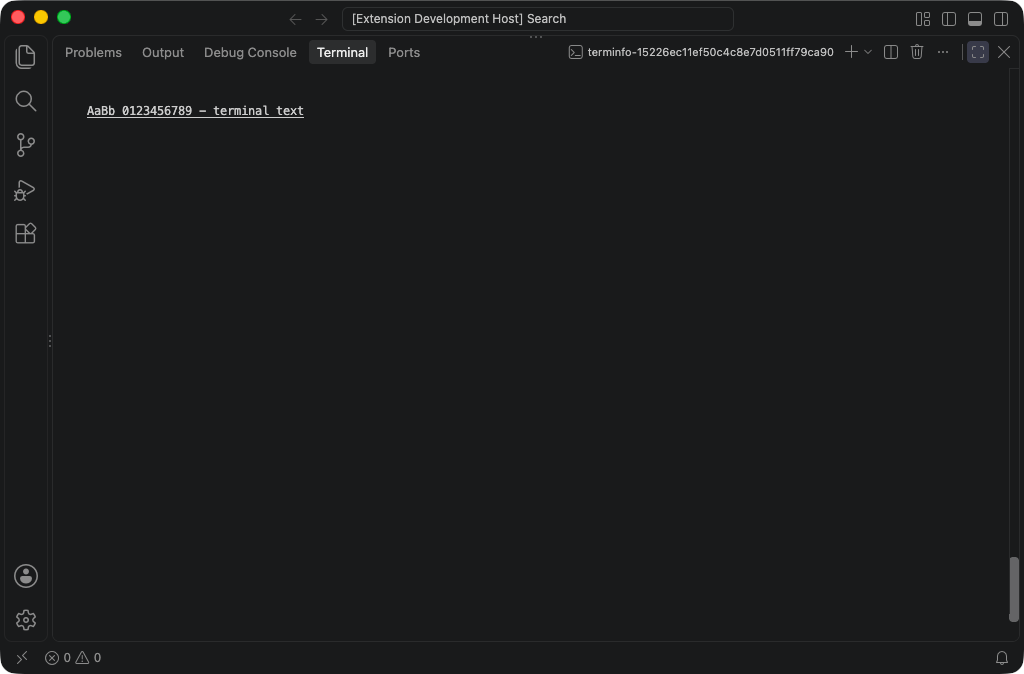 [Extension Development Host] Search
Problems Output Debug Console Terminal Ports terminfo-15226ec11ef50c4c8e7d0511ff79ca90
AaBb 0123456789 — terminal text
0 0